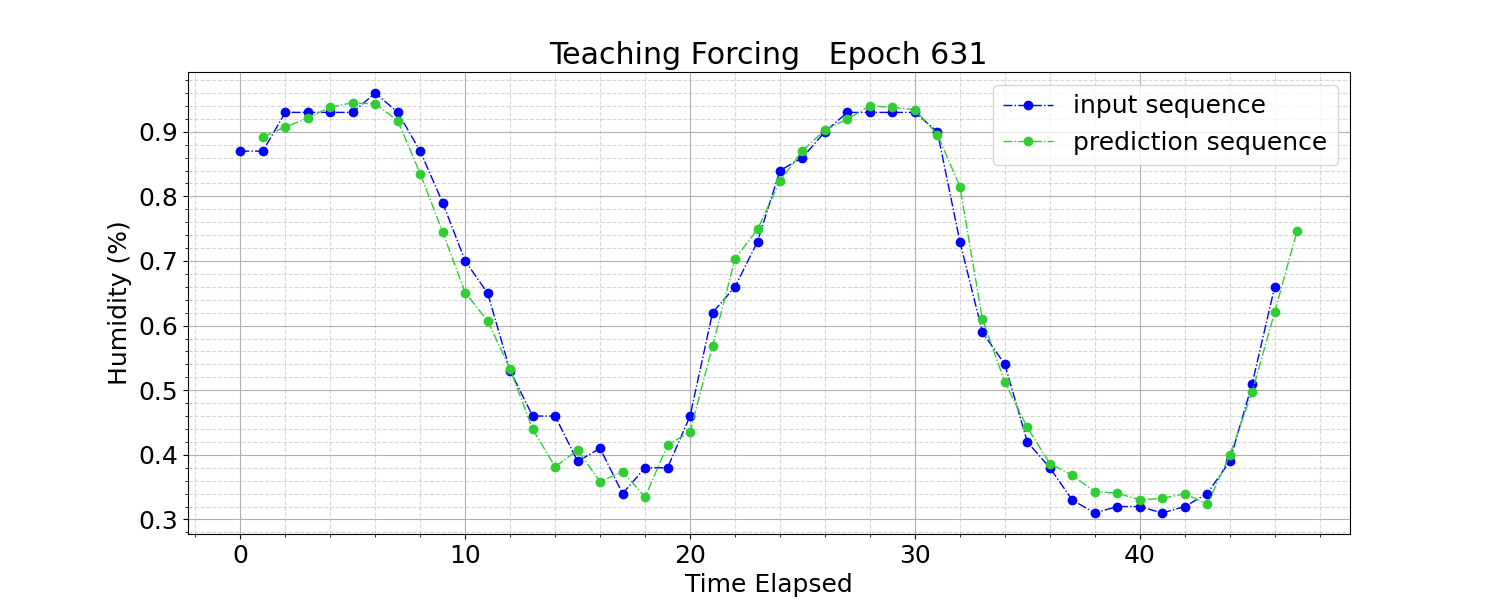 Teaching Forcing   Epoch 631
input sequence
prediction sequence
Humidity (%)
0.9
0.8
0.7
0.6
0.5
0.4
0.3
0 10 20 30 40
Time Elapsed